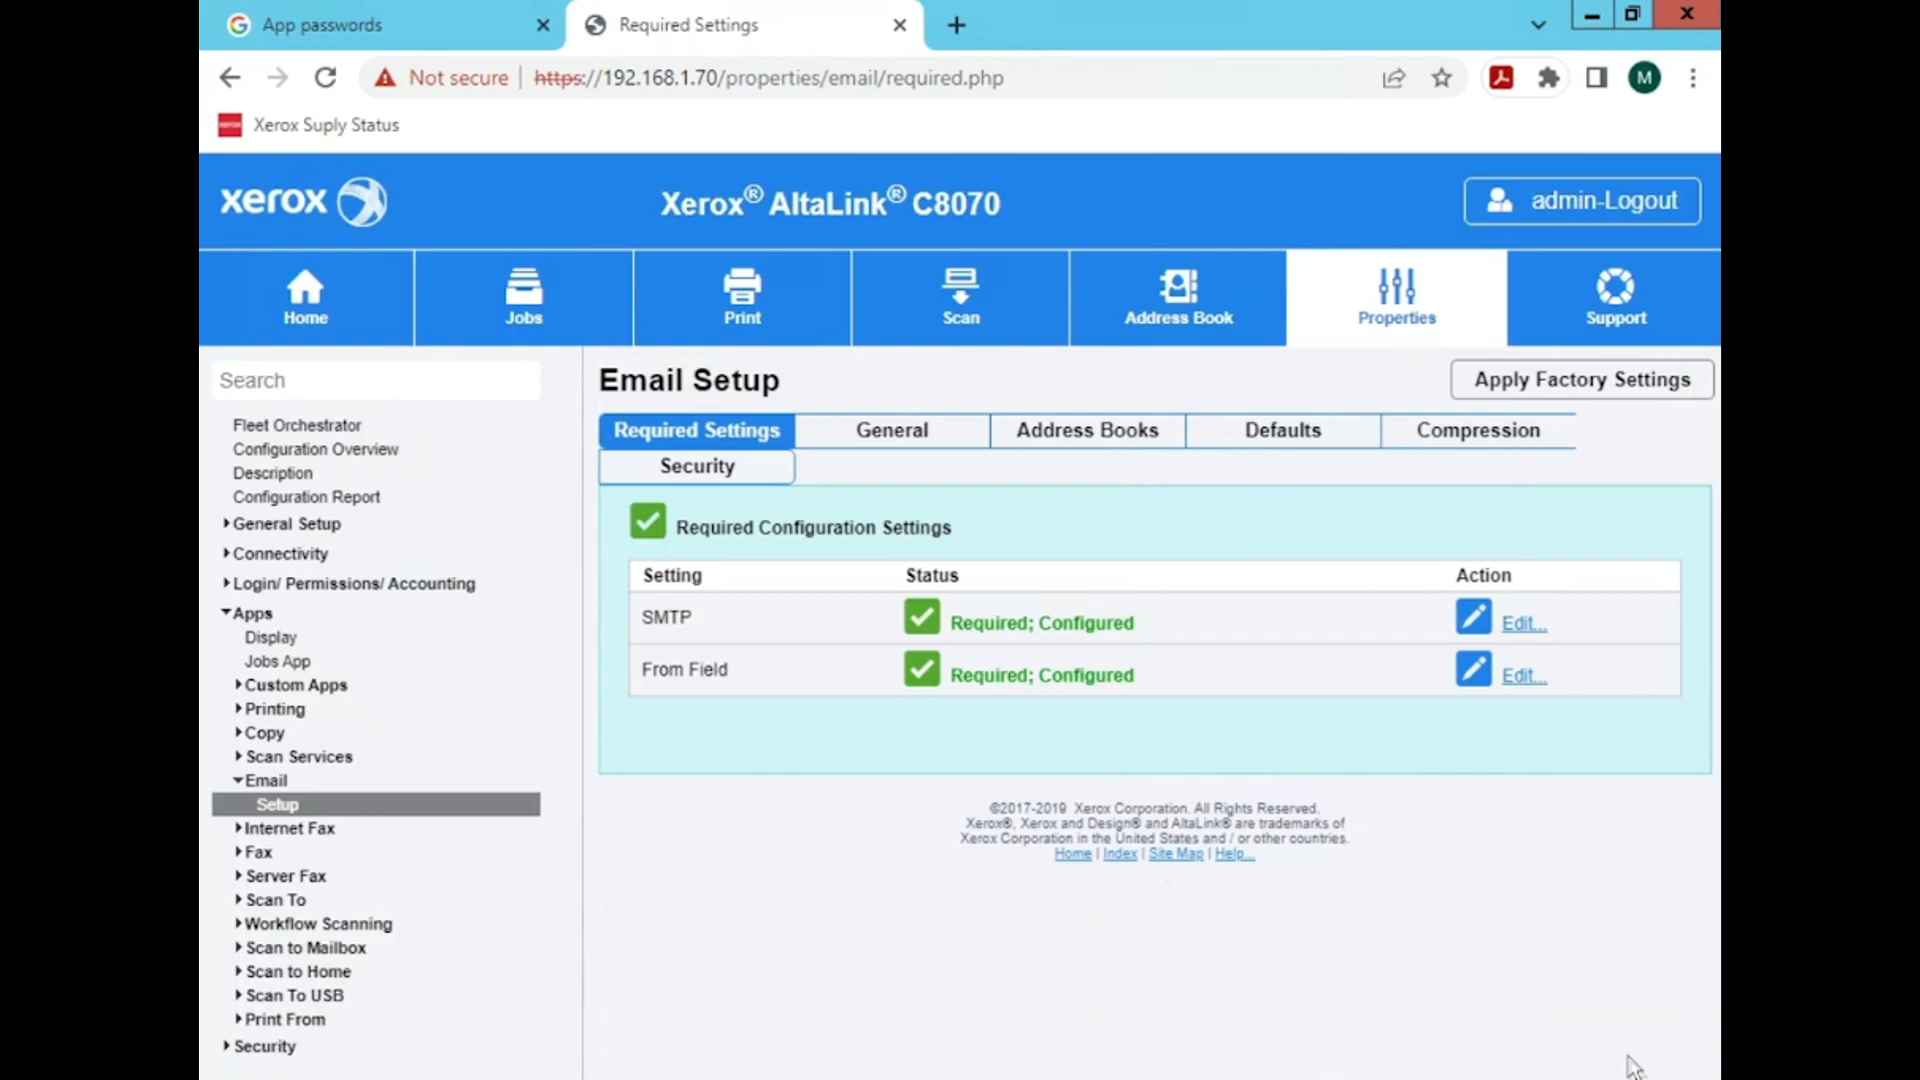 App passwords
Required Settings
Not secure
https://192.168.1.70/properties/email/required.php
M
Xerox Suply Status
xerox
Xerox® AltaLink® C8070
admin-Logout
Home
Jobs
Print
Scan
Address Book
Properties
Support
Search
Fleet Orchestrator
Configuration Overview
Description
Configuration Report
General Setup
Connectivity
Login/ Permissions/ Accounting
Apps
Display
Jobs App
Custom Apps
Printing
Copy
Scan Services
Email
Setup
Internet Fax
Fax
Server Fax
Scan To
Workflow Scanning
Scan to Mailbox
Scan to Home
Scan To USB
Print From
Security
Email Setup
Apply Factory Settings
Required Settings
General
Address Books
Defaults
Compression
Security
Required Configuration Settings
Setting Status Action
SMTP Required; Configured Edit...
From Field Required; Configured Edit...
©2017-2019 Xerox Corporation. All Rights Reserved.
Xerox®, Xerox and Design® and AltaLink® are trademarks of
Xerox Corporation in the United States and / or other countries.
Home | Index | Site Map | Help...